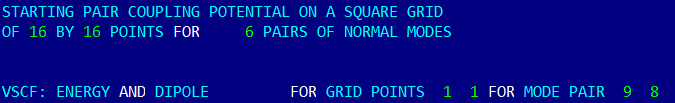 STARTING PAIR COUPLING POTENTIAL ON A SQUARE GRID
OF 16 BY 16 POINTS FOR     6 PAIRS OF NORMAL MODES
VSCF: ENERGY AND DIPOLE         FOR GRID POINTS  1  1 FOR MODE PAIR  9  8